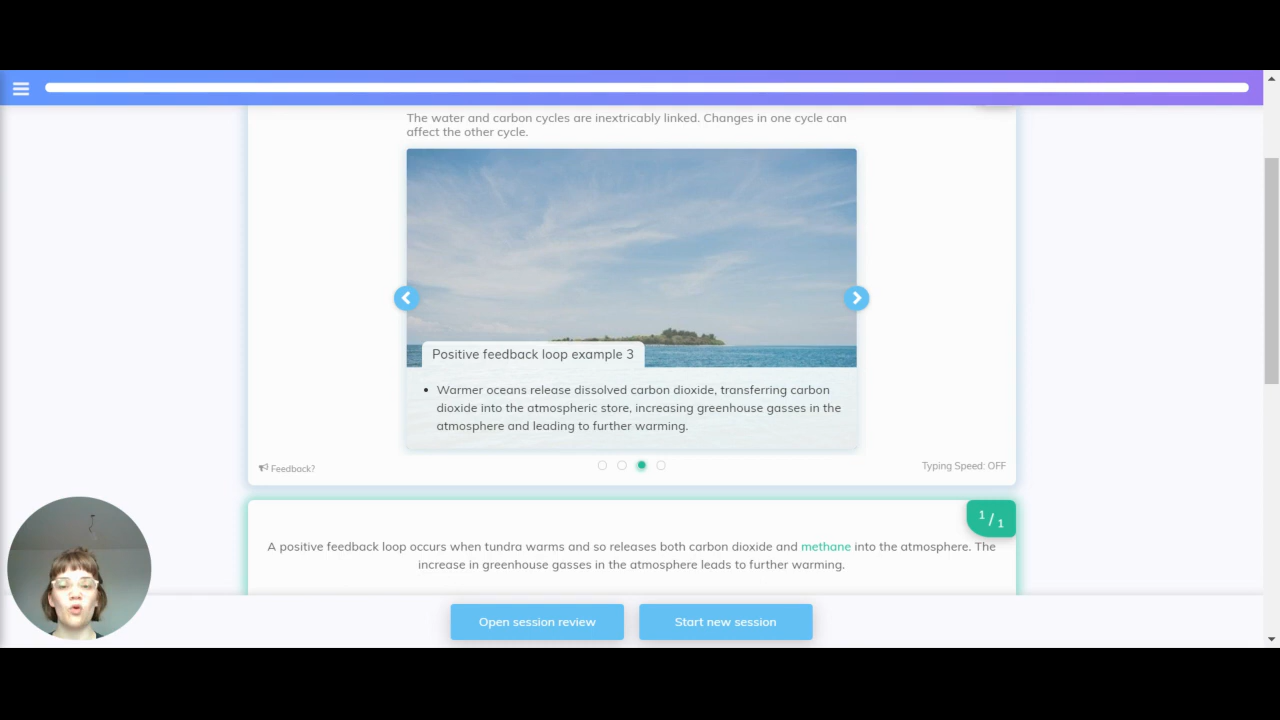 The water and carbon cycles are inextricably linked. Changes in one cycle can
affect the other cycle.
Positive feedback loop example 3
Warmer oceans release dissolved carbon dioxide, transferring carbon
dioxide into the atmospheric store, increasing greenhouse gasses in the
atmosphere and leading to further warming.
Feedback?
Typing Speed: OFF
1/1
A positive feedback loop occurs when tundra warms and so releases both carbon dioxide and methane into the atmosphere. The
increase in greenhouse gasses in the atmosphere leads to further warming.
Open session review
Start new session